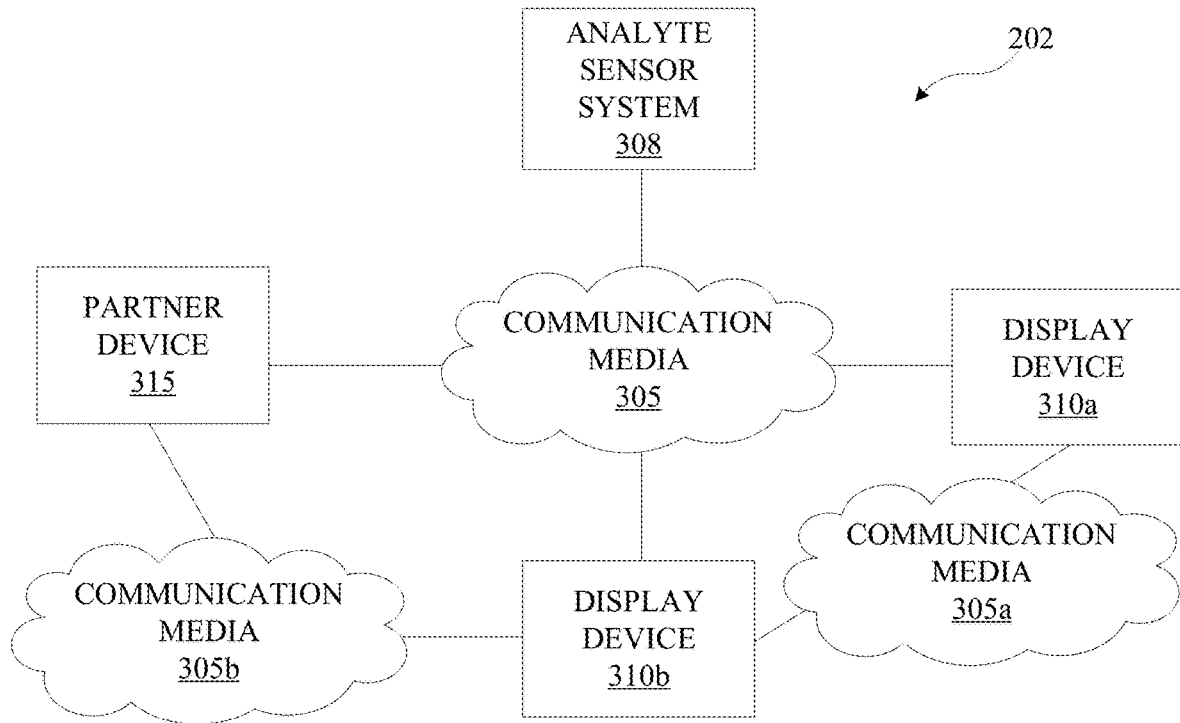 ANALYTE
SENSOR
SYSTEM
308
202
PARTNER
DEVICE
315
COMMUNICATION
MEDIA
305
DISPLAY
DEVICE
310a
COMMUNICATION
MEDIA
305b
DISPLAY
DEVICE
310b
COMMUNICATION
MEDIA
305a